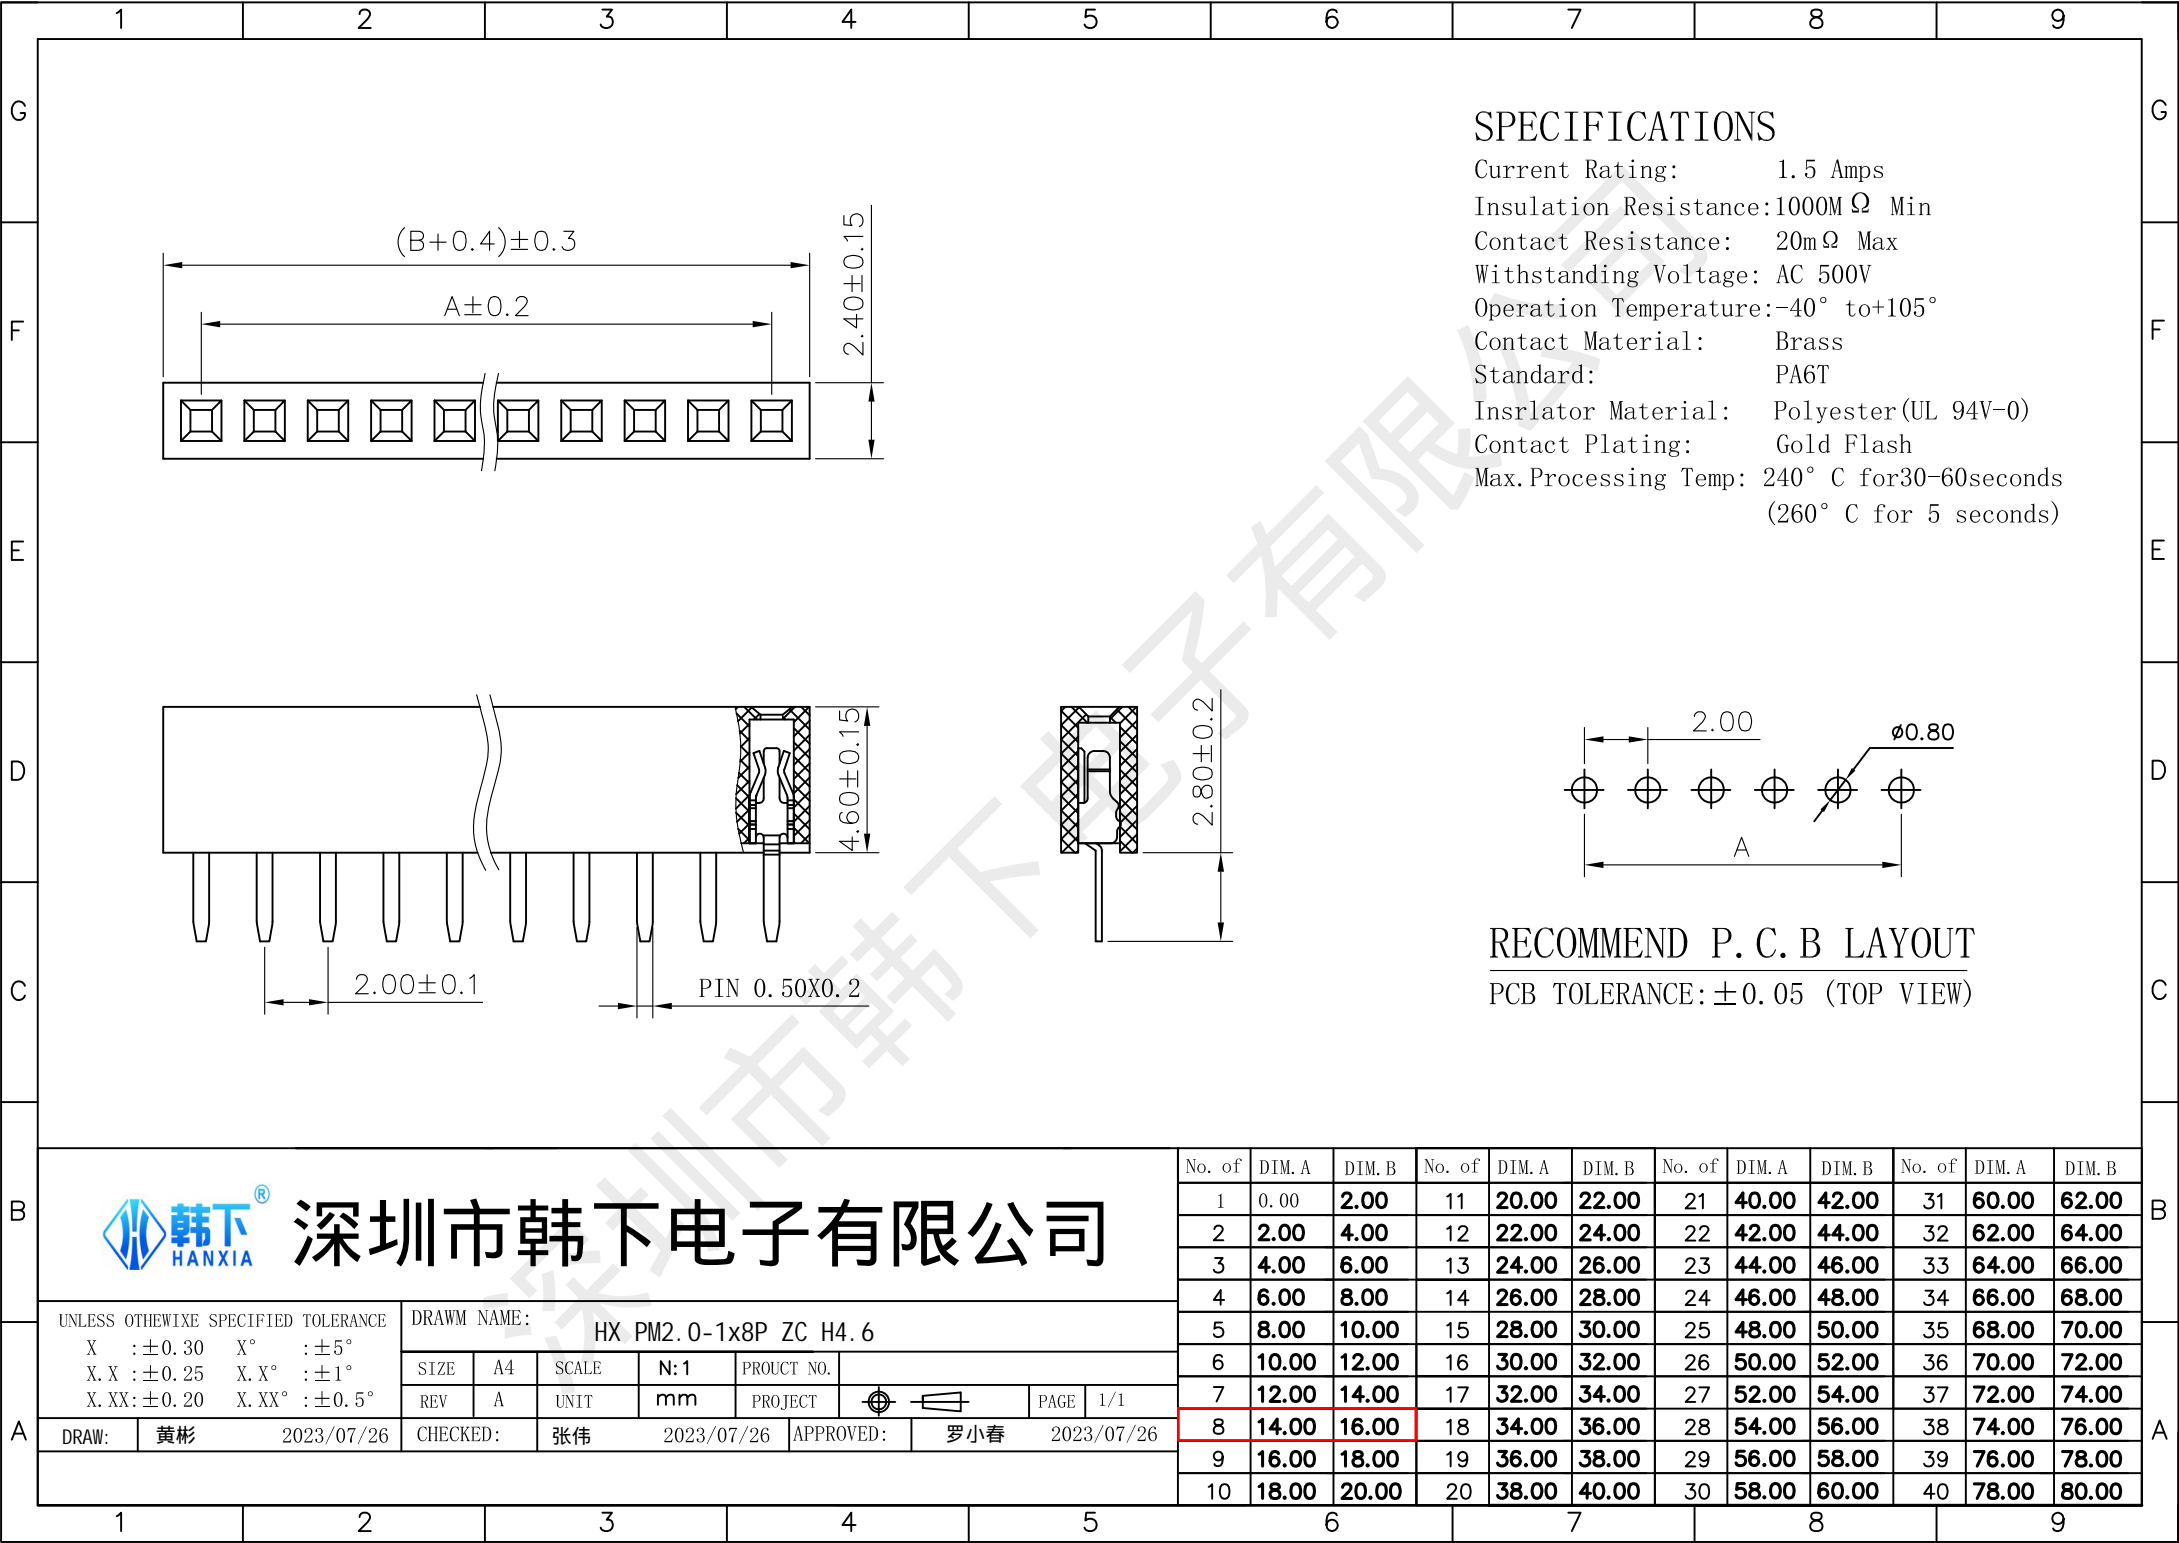 1 2 3 4 5 6 7 8 9
G G
F F
E E
D D
C C
B B
A A
SPECIFICATIONS
Current Rating: 1.5 Amps
Insulation Resistance:1000MΩ Min
Contact Resistance: 20mΩ Max
Withstanding Voltage: AC 500V
Operation Temperature:-40° to+105°
Contact Material: Brass
Standard: PA6T
Insrlator Material: Polyester(UL 94V-0)
Contact Plating: Gold Flash
Max.Processing Temp: 240°C for30-60seconds
(260°C for 5 seconds)
(B+0.4)±0.3
A±0.2
2.40±0.15
4.60±0.15
2.80±0.2
2.00±0.1
PIN 0.50X0.2
2.00
ø0.80
A
RECOMMEND P.C.B LAYOUT
PCB TOLERANCE:±0.05 (TOP VIEW)
深圳市韩下电子有限公司
韩下®
HANXIA
深圳市韩下电子有限公司
UNLESS OTHEWIXE SPECIFIED TOLERANCE
X :±0.30 X° :±5°
X.X :±0.25 X.X° :±1°
X.XX:±0.20 X.XX° :±0.5°
DRAWM NAME:
HX PM2.0-1x8P ZC H4.6
SIZE A4 SCALE N:1 PROUCT NO.
REV A UNIT mm PROJECT PAGE 1/1
DRAW: 黄彬 2023/07/26 CHECKED: 张伟 2023/07/26 APPROVED: 罗小春 2023/07/26
No. of DIM.A DIM.B No. of DIM.A DIM.B No. of DIM.A DIM.B No. of DIM.A DIM.B
1 0.00 2.00 11 20.00 22.00 21 40.00 42.00 31 60.00 62.00
2 2.00 4.00 12 22.00 24.00 22 42.00 44.00 32 62.00 64.00
3 4.00 6.00 13 24.00 26.00 23 44.00 46.00 33 64.00 66.00
4 6.00 8.00 14 26.00 28.00 24 46.00 48.00 34 66.00 68.00
5 8.00 10.00 15 28.00 30.00 25 48.00 50.00 35 68.00 70.00
6 10.00 12.00 16 30.00 32.00 26 50.00 52.00 36 70.00 72.00
7 12.00 14.00 17 32.00 34.00 27 52.00 54.00 37 72.00 74.00
8 14.00 16.00 18 34.00 36.00 28 54.00 56.00 38 74.00 76.00
9 16.00 18.00 19 36.00 38.00 29 56.00 58.00 39 76.00 78.00
10 18.00 20.00 20 38.00 40.00 30 58.00 60.00 40 78.00 80.00
1 2 3 4 5 6 7 8 9